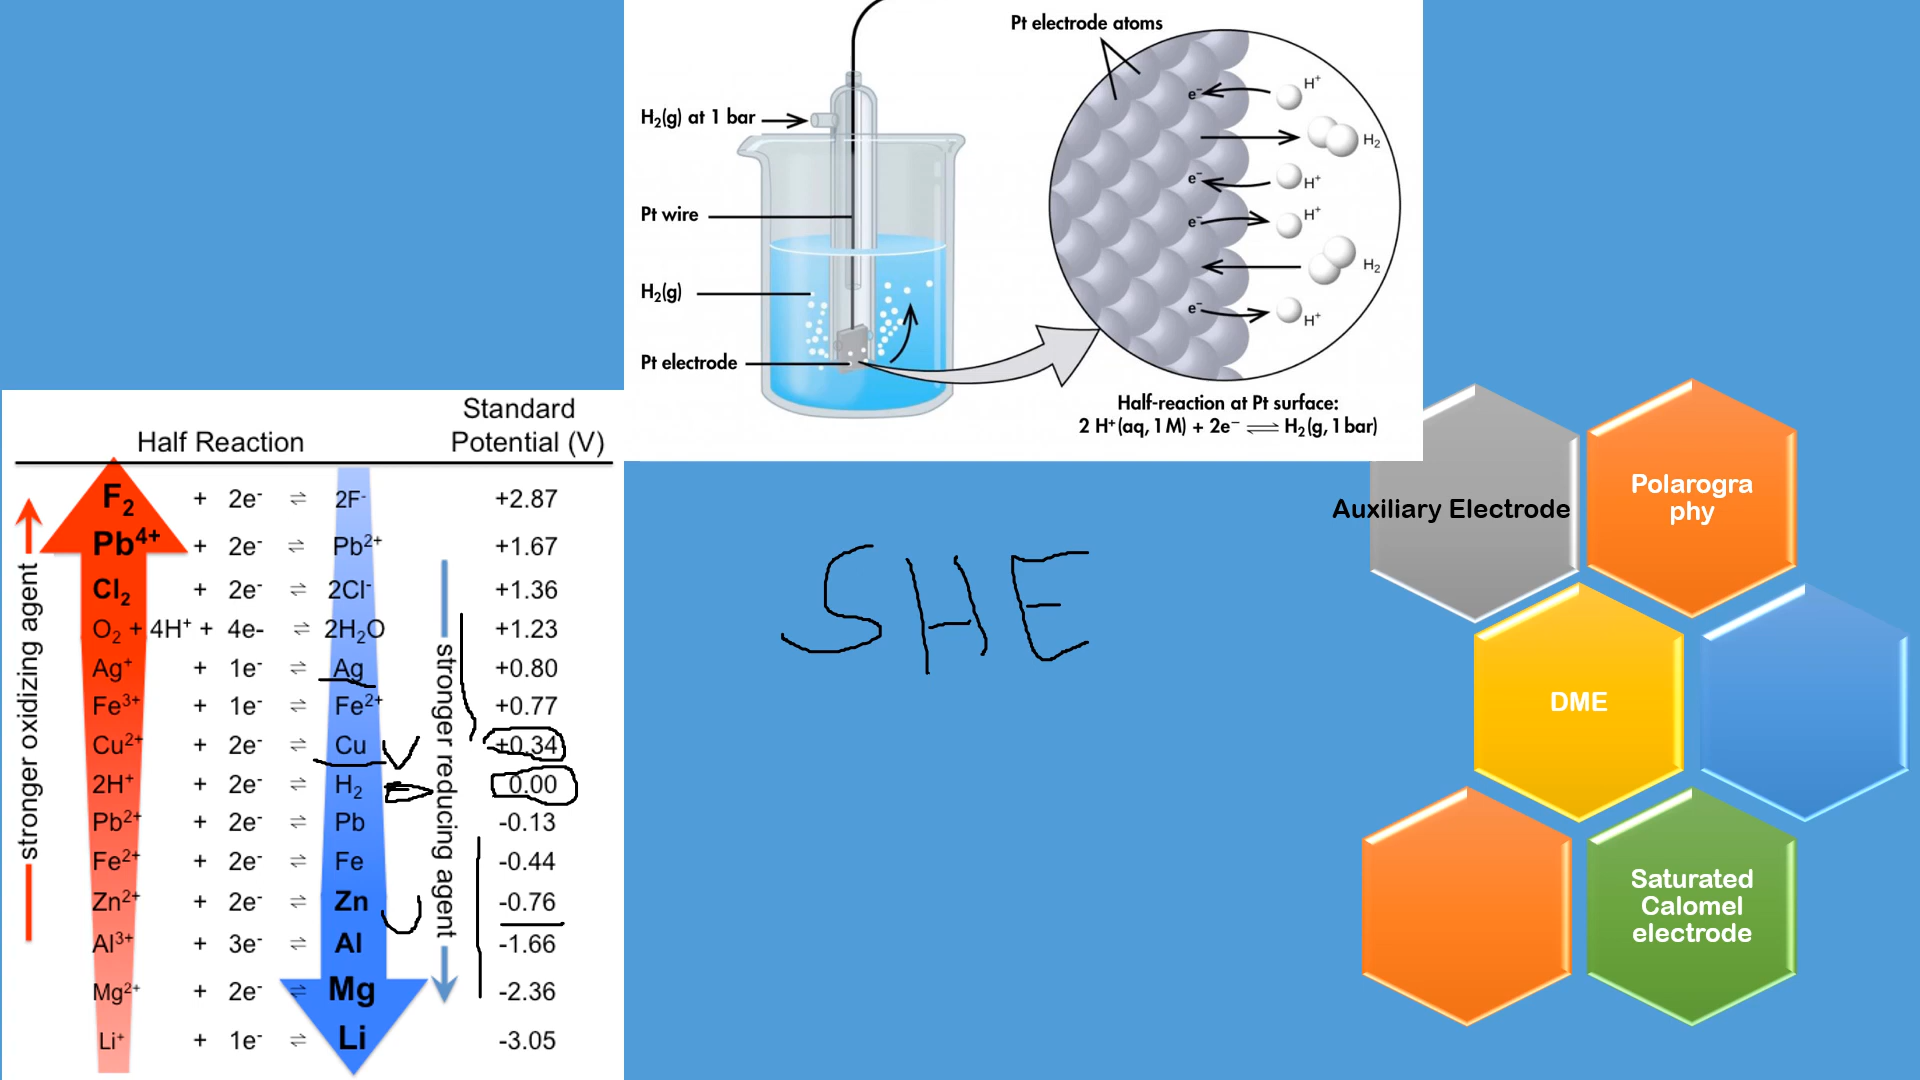 Pt electrode atoms
H₂(g) at 1 bar
Pt wire
H₂(g)
Pt electrode
e⁻ H⁺
H₂
e⁻ H⁺
e⁻ H⁺
H₂
e⁻ H⁺
Half-reaction at Pt surface:
2 H⁺(aq, 1 M) + 2e⁻ ⇌ H₂(g, 1 bar)
Half Reaction Standard Potential (V)
F₂ + 2e⁻ ⇌ 2F⁻ +2.87
Pb⁴⁺ + 2e⁻ ⇌ Pb²⁺ +1.67
Cl₂ + 2e⁻ ⇌ 2Cl⁻ +1.36
O₂ + 4H⁺ + 4e- ⇌ 2H₂O +1.23
Ag⁺ + 1e⁻ ⇌ Ag +0.80
Fe³⁺ + 1e⁻ ⇌ Fe²⁺ +0.77
Cu²⁺ + 2e⁻ ⇌ Cu +0.34
2H⁺ + 2e⁻ ⇌ H₂ 0.00
Pb²⁺ + 2e⁻ ⇌ Pb -0.13
Fe²⁺ + 2e⁻ ⇌ Fe -0.44
Zn²⁺ + 2e⁻ ⇌ Zn -0.76
Al³⁺ + 3e⁻ ⇌ Al -1.66
Mg²⁺ + 2e⁻ ⇌ Mg -2.36
Li⁺ + 1e⁻ ⇌ Li -3.05
stronger oxidizing agent
stronger reducing agent
SHE
Auxiliary Electrode
Polarogra
phy
DME
Saturated
Calomel
electrode